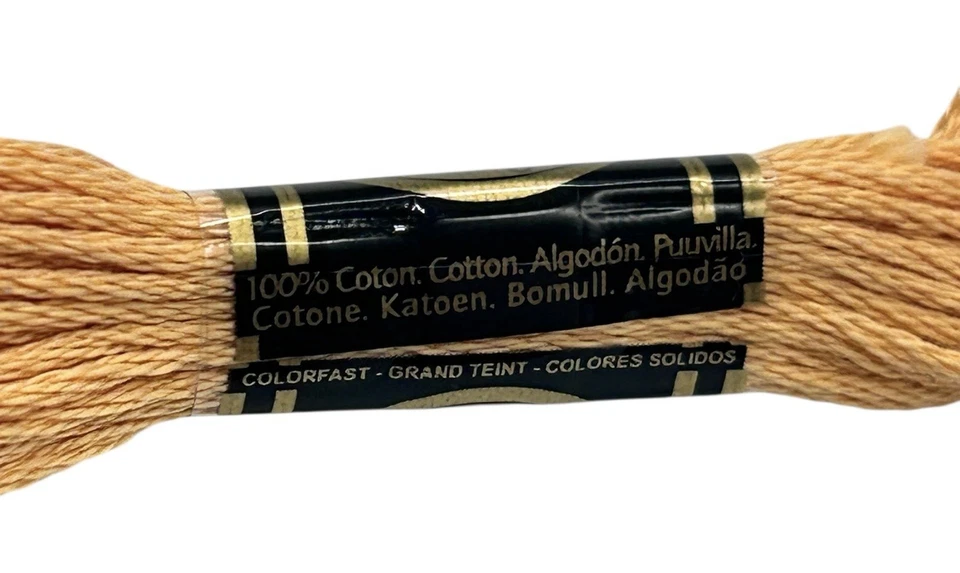 100% Coton. Cotton. Algodón. Puuvilla.
Cotone. Katoen. Bomull. Algodão
COLORFAST - GRAND TEINT - COLORES SOLIDOS